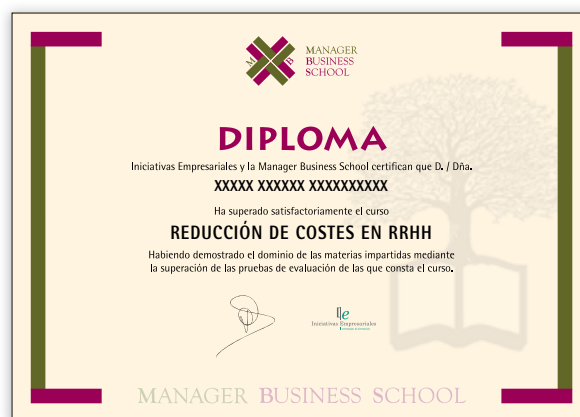 M B
MANAGER
BUSINESS
SCHOOL
DIPLOMA
Iniciativas Empresariales y la Manager Business School certifican que D. / Dña.
XXXXX XXXXXX XXXXXXXXXX
Ha superado satisfactoriamente el curso
REDUCCIÓN DE COSTES EN RRHH
Habiendo demostrado el dominio de las materias impartidas mediante
la superación de las pruebas de evaluación de las que consta el curso.
Ile
Iniciativas Empresariales
MANAGER BUSINESS SCHOOL